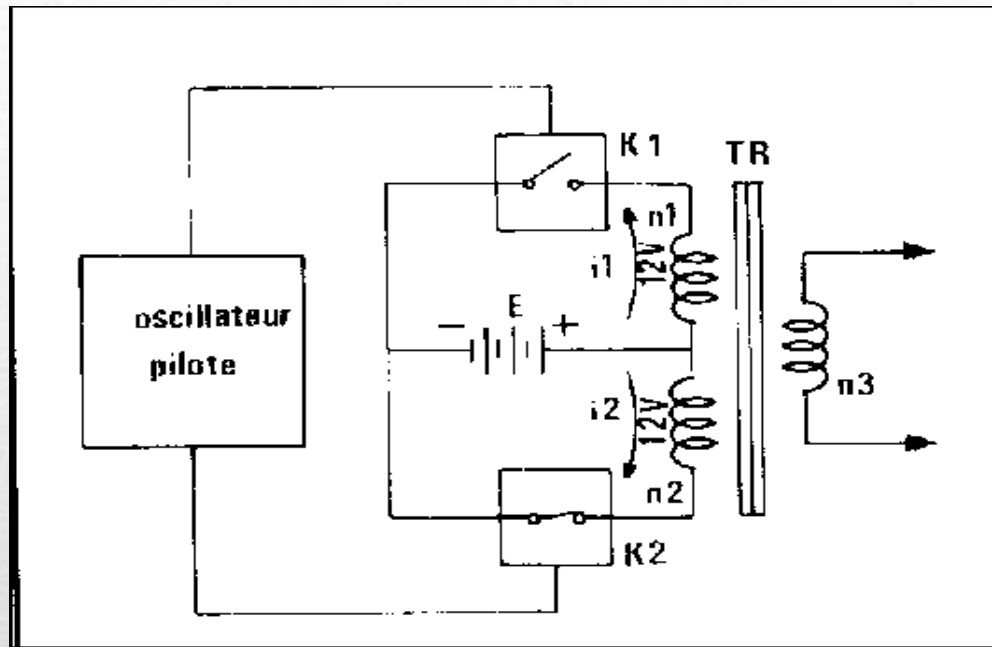 K1
TR
n1
i1
12V
oscillateur
pilote
− E +
i2
12V
n3
n2
K2